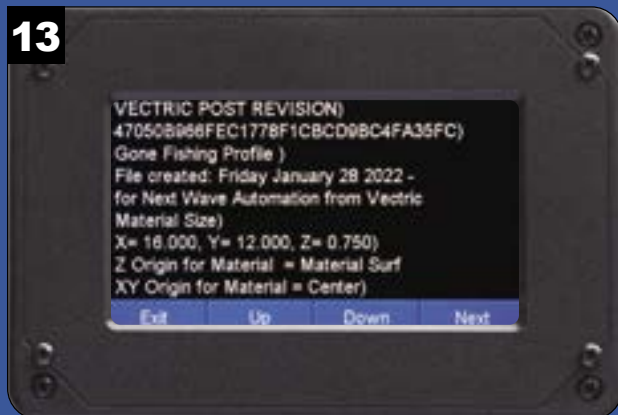 13
VECTRIC POST REVISION)
47050B966FEC1778F1CBCD9BC4FA35FC)
Gone Fishing Profile )
File created: Friday January 28 2022 -
for Next Wave Automation from Vectric
Material Size)
X= 16.000, Y= 12.000, Z= 0.750)
Z Origin for Material = Material Surf
XY Origin for Material = Center)
Exit Up Down Next